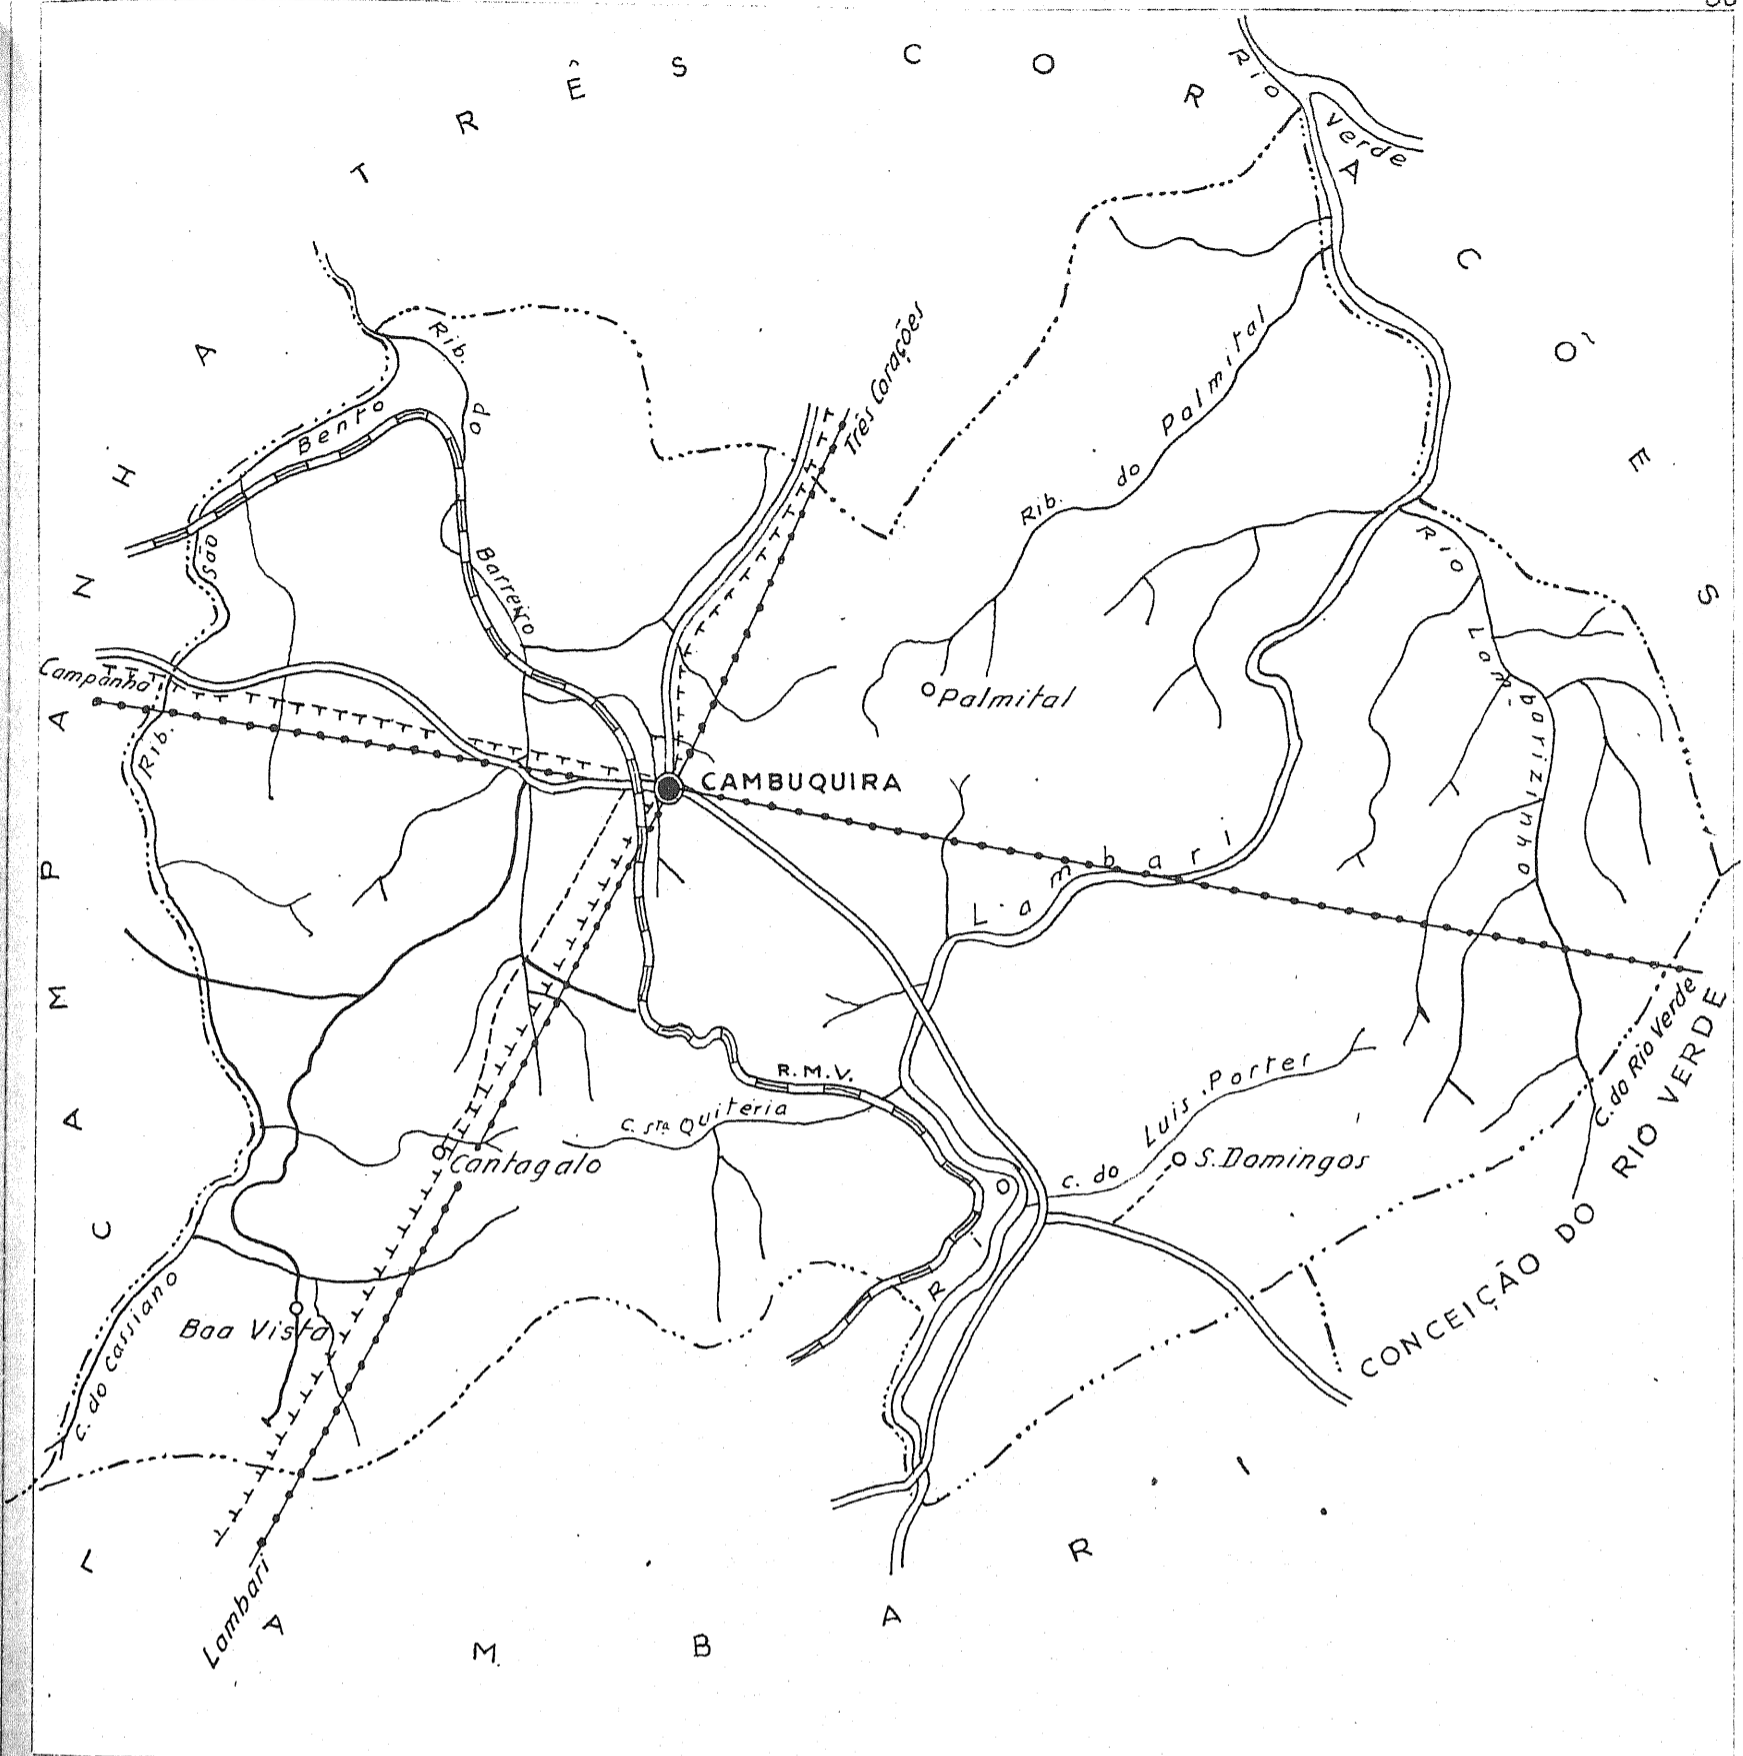 TRÊS CORAÇÕES
Rio Verde
CAMPANHA
Três Corações
Rib. do Barreiro
Rib. São Bento
Rib. do Palmital
Palmital
Campanha
CAMBUQUIRA
Rio Lambarizinho
Rio Lambari
R.M.V.
C. Sta. Quitéria
C. do Luis Porter
S. Domingos
C. do Rio Verde
CONCEIÇÃO DO RIO VERDE
Cantagalo
Boa Vista
C. do Cassiano
Lambari
LAMBARI